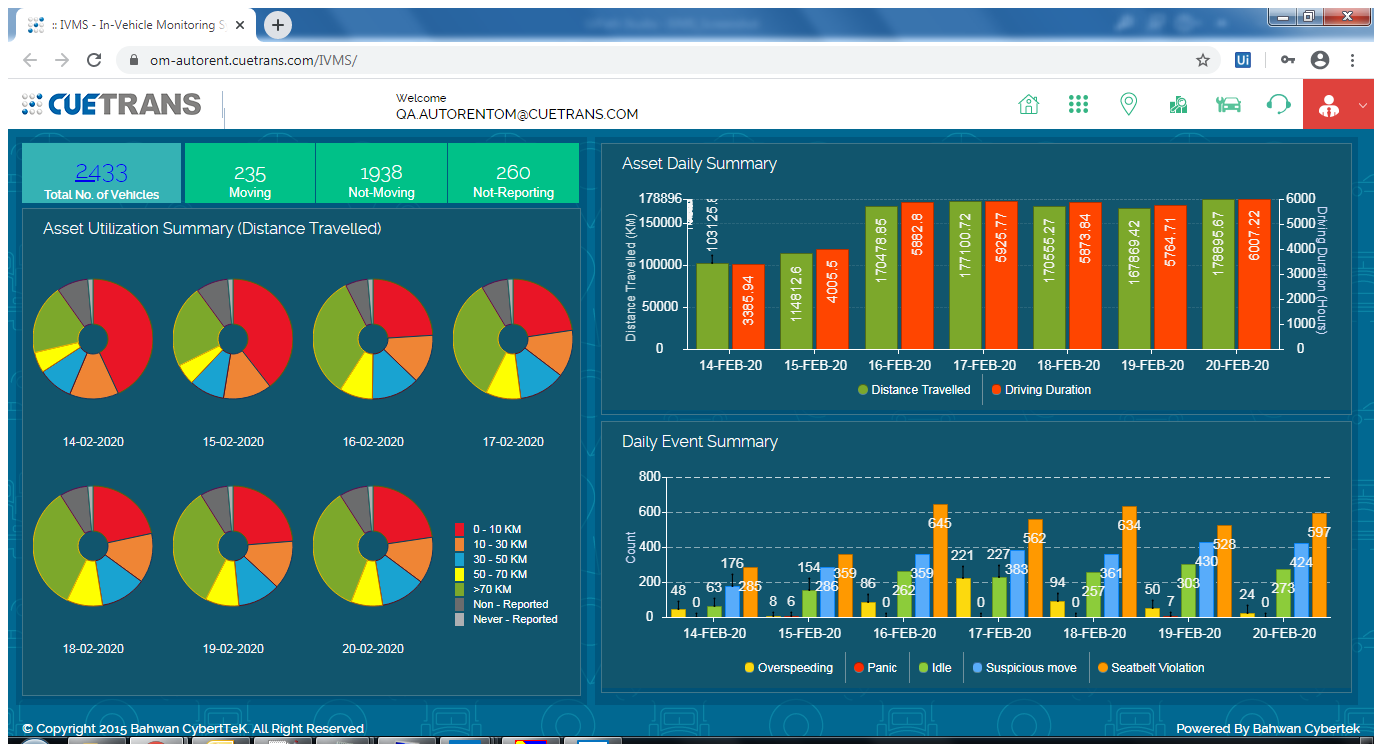 :: IVMS - In-Vehicle Monitoring S
om-autorent.cuetrans.com/IVMS/
Ui
CUETRANS
Welcome
QA.AUTORENTOM@CUETRANS.COM
2433
Total No. of Vehicles
235
Moving
1938
Not-Moving
260
Not-Reporting
Asset Utilization Summary (Distance Travelled)
14-02-2020 15-02-2020 16-02-2020 17-02-2020
18-02-2020 19-02-2020 20-02-2020
0 - 10 KM
10 - 30 KM
30 - 50 KM
50 - 70 KM
>70 KM
Non - Reported
Never - Reported
Asset Daily Summary
Distance Travelled (KM)
178896
150000
100000
50000
0
103125.8 3385.94 114812.6 4005.5 170478.85 5882.8 177100.72 5925.77 170555.27 5873.84 167869.42 5764.71 178895.67 6007.22
6000
5000
4000
3000
2000
1000
0
Driving Duration (Hours)
14-FEB-20 15-FEB-20 16-FEB-20 17-FEB-20 18-FEB-20 19-FEB-20 20-FEB-20
Distance Travelled Driving Duration
Daily Event Summary
Count
800
600
400
200
0
48 0 63 176 285 8 6 154 286 359 86 0 262 359 645 221 0 227 383 562 94 0 257 361 634 50 7 303 430 528 24 0 273 424 597
14-FEB-20 15-FEB-20 16-FEB-20 17-FEB-20 18-FEB-20 19-FEB-20 20-FEB-20
Overspeeding Panic Idle Suspicious move Seatbelt Violation
© Copyright 2015 Bahwan CybertTeK. All Right Reserved
Powered By Bahwan Cybertek